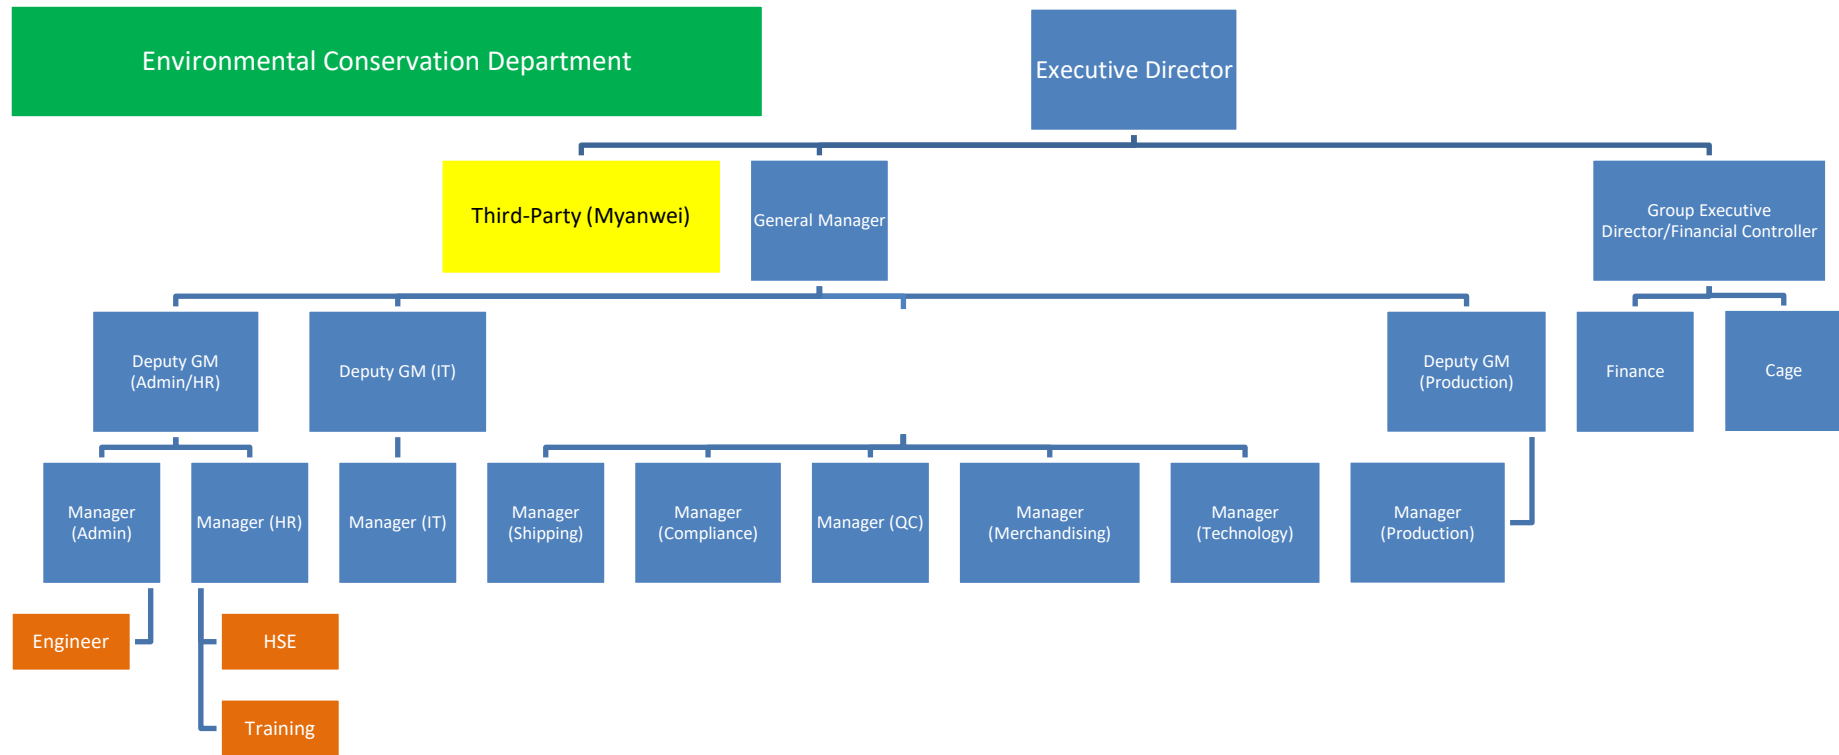 Environmental Conservation Department
Executive Director
Third-Party (Myanwei)
General Manager
Group Executive
Director/Financial Controller
Deputy GM
(Admin/HR)
Deputy GM (IT)
Deputy GM
(Production)
Finance
Cage
Manager
(Admin)
Manager (HR)
Manager (IT)
Manager
(Shipping)
Manager
(Compliance)
Manager (QC)
Manager
(Merchandising)
Manager
(Technology)
Manager
(Production)
Engineer
HSE
Training